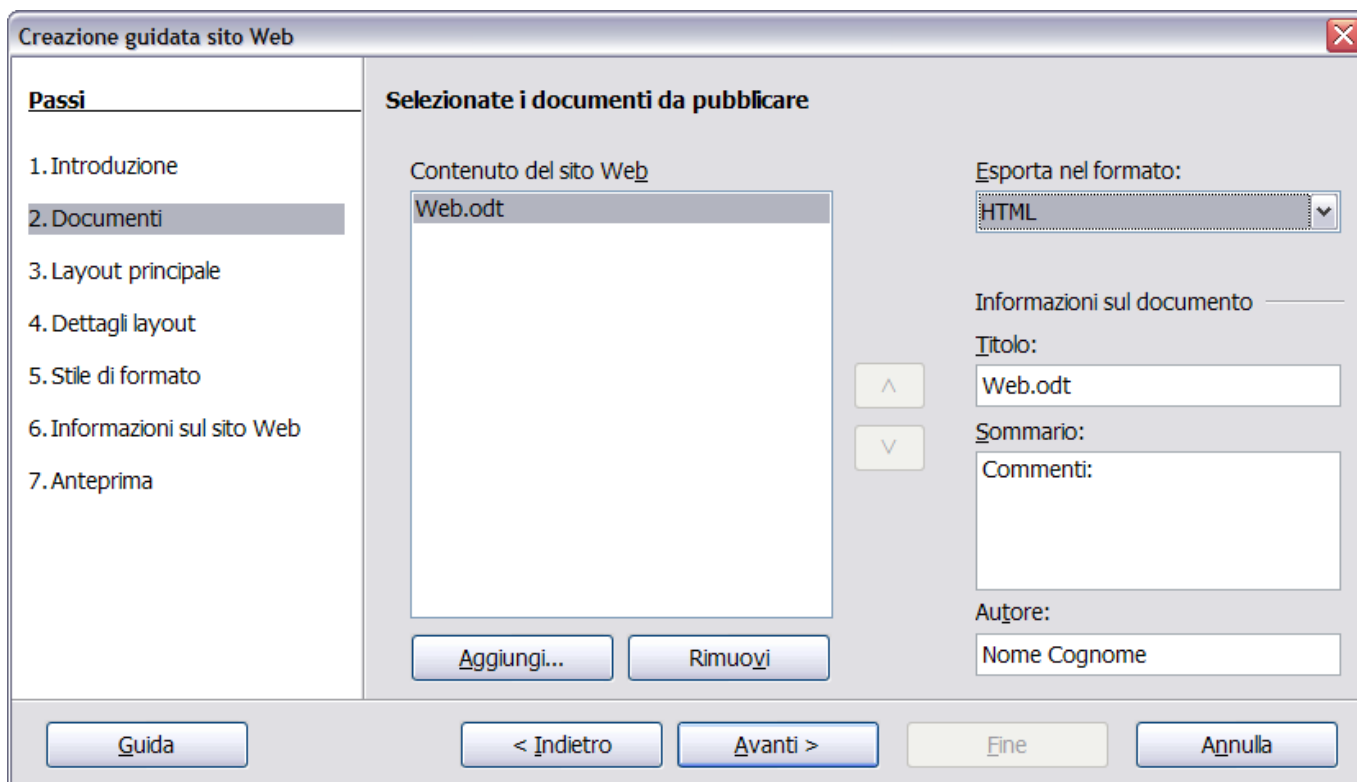 Creazione guidata sito Web
Passi
1. Introduzione
2. Documenti
3. Layout principale
4. Dettagli layout
5. Stile di formato
6. Informazioni sul sito Web
7. Anteprima
Selezionate i documenti da pubblicare
Contenuto del sito Web
Web.odt
Aggiungi...
Rimuovi
Esporta nel formato:
HTML
Informazioni sul documento
Titolo:
Web.odt
Sommario:
Commenti:
Autore:
Nome Cognome
Guida
< Indietro
Avanti >
Fine
Annulla